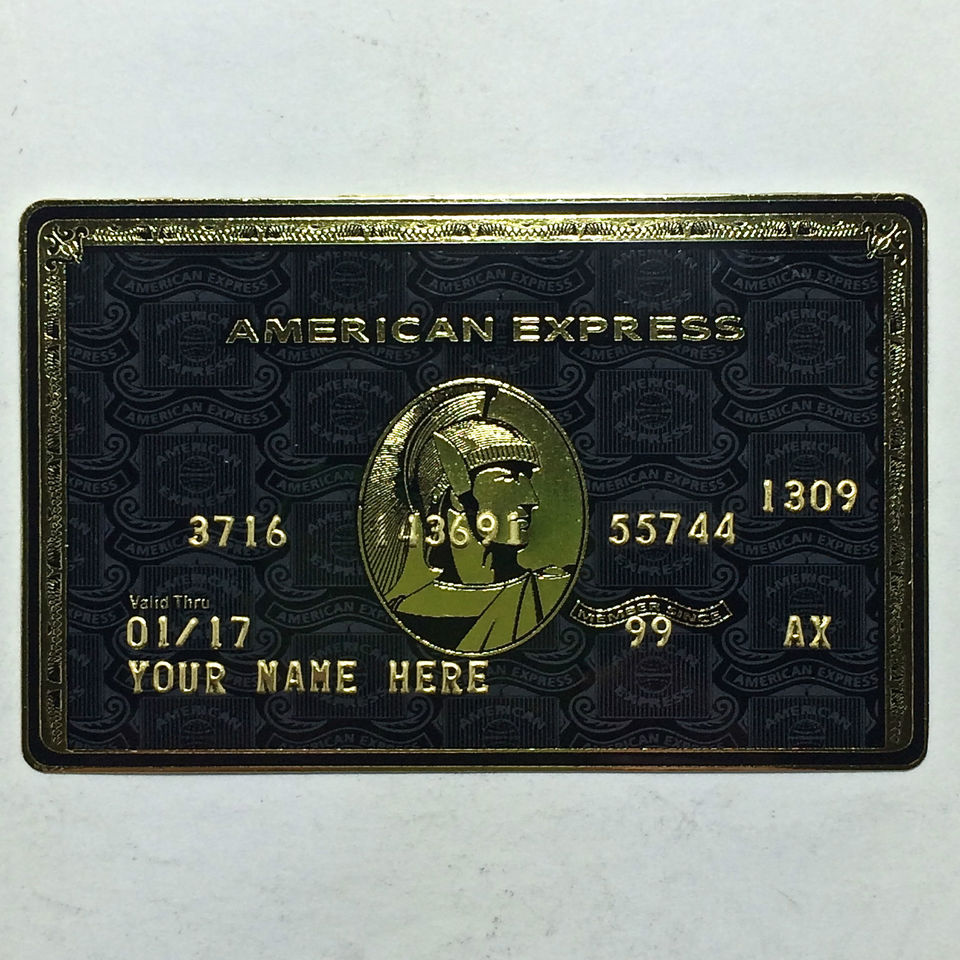 AMERICAN EXPRESS
1309
3716 43691 55744
Valid Thru
MEMBER SINCE
01/17 99 AX
YOUR NAME HERE